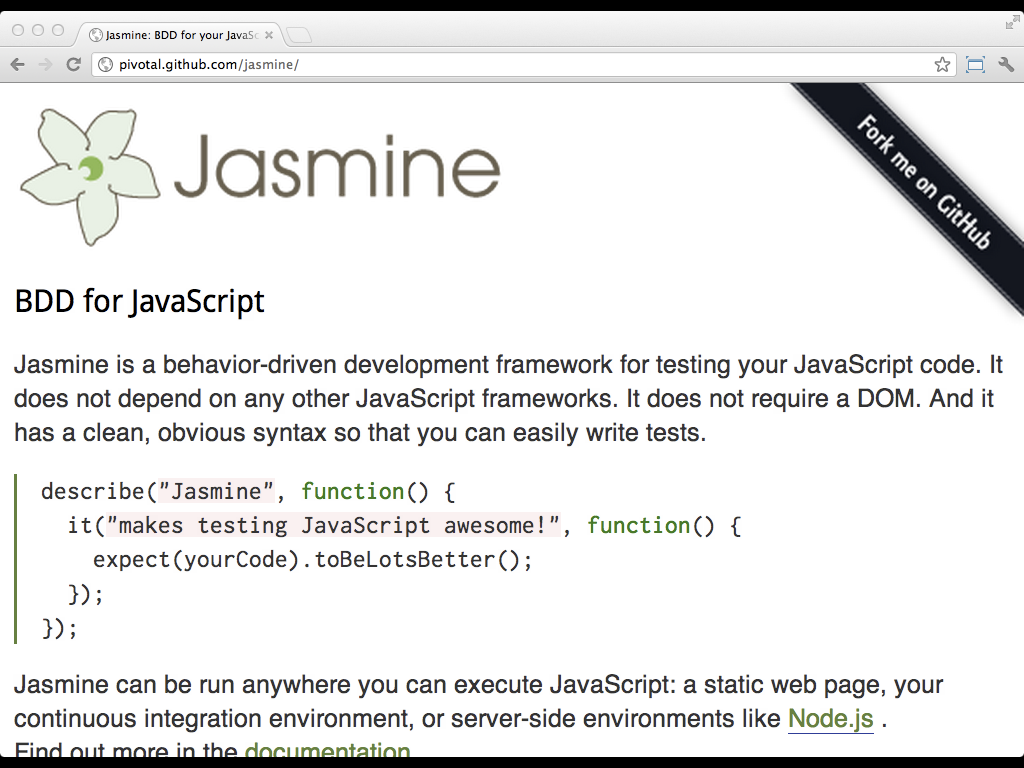 Jasmine: BDD for your JavaSc
pivotal.github.com/jasmine/
Fork me on GitHub
Jasmine
BDD for JavaScript
Jasmine is a behavior-driven development framework for testing your JavaScript code. It
does not depend on any other JavaScript frameworks. It does not require a DOM. And it
has a clean, obvious syntax so that you can easily write tests.
describe("Jasmine", function() {
  it("makes testing JavaScript awesome!", function() {
    expect(yourCode).toBeLotsBetter();
  });
});
Jasmine can be run anywhere you can execute JavaScript: a static web page, your
continuous integration environment, or server-side environments like Node.js .
Find out more in the documentation